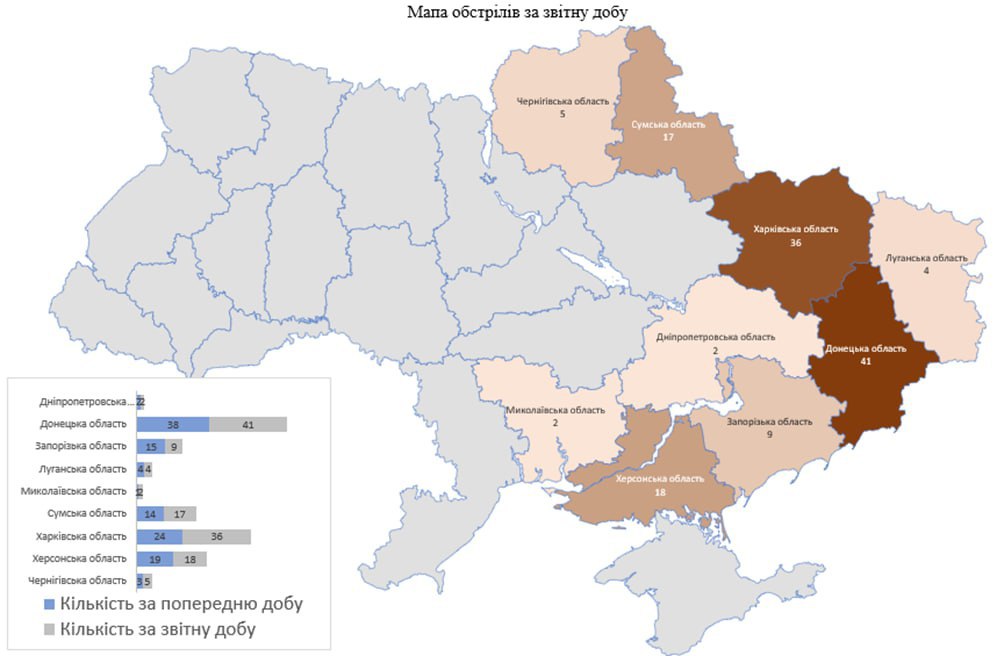 Мапа обстрілів за звітну добу
Чернігівська область
5
Сумська область
17
Харківська область
36
Луганська область
4
Дніпропетровська область
2
Донецька область
41
Миколаївська область
2
Запорізька область
9
Херсонська область
18
Дніпропетровська... 2 2
Донецька область 38 41
Запорізька область 15 9
Луганська область 4 4
Миколаївська область 2
Сумська область 14 17
Харківська область 24 36
Херсонська область 19 18
Чернігівська область 3 5
Кількість за попередню добу
Кількість за звітну добу